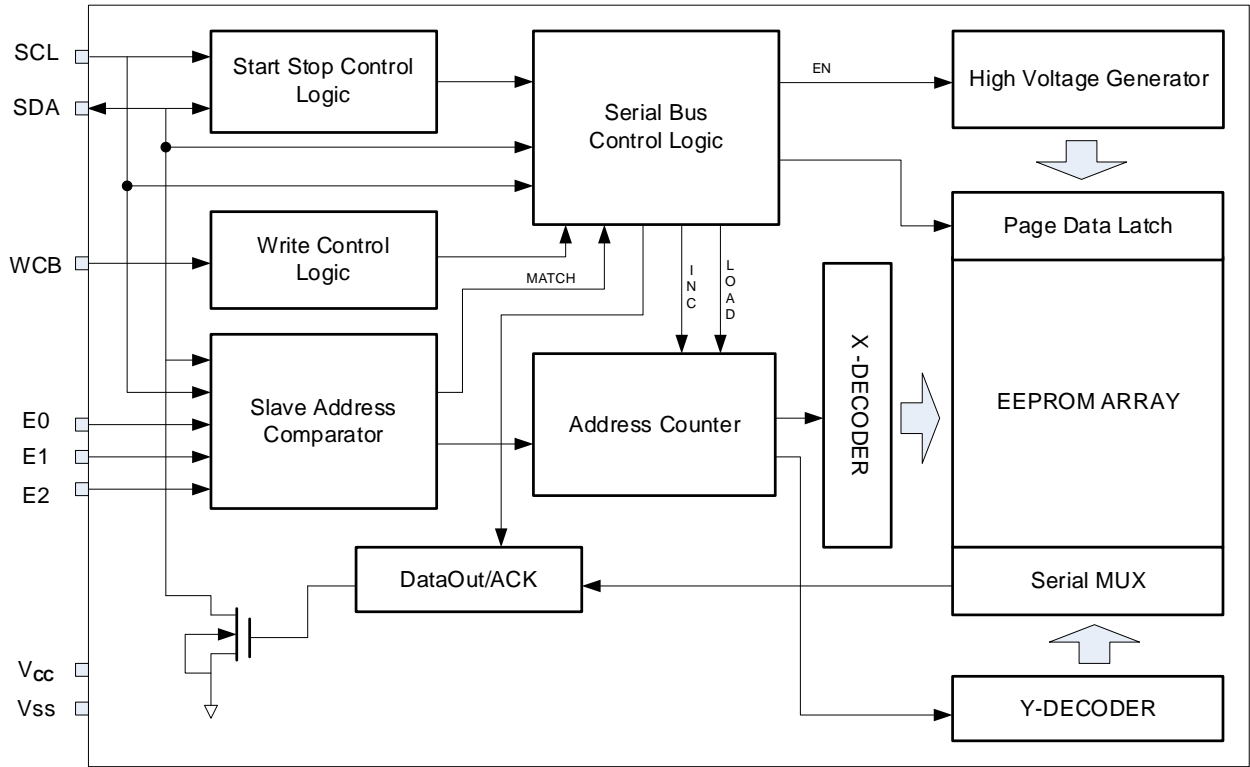 SCL
SDA
WCB
E0
E1
E2
Vcc
Vss
Start Stop Control
Logic
Write Control
Logic
Slave Address
Comparator
Serial Bus
Control Logic
EN
MATCH
INC
LOAD
Address Counter
DataOut/ACK
X -DECODER
High Voltage Generator
Page Data Latch
EEPROM ARRAY
Serial MUX
Y-DECODER